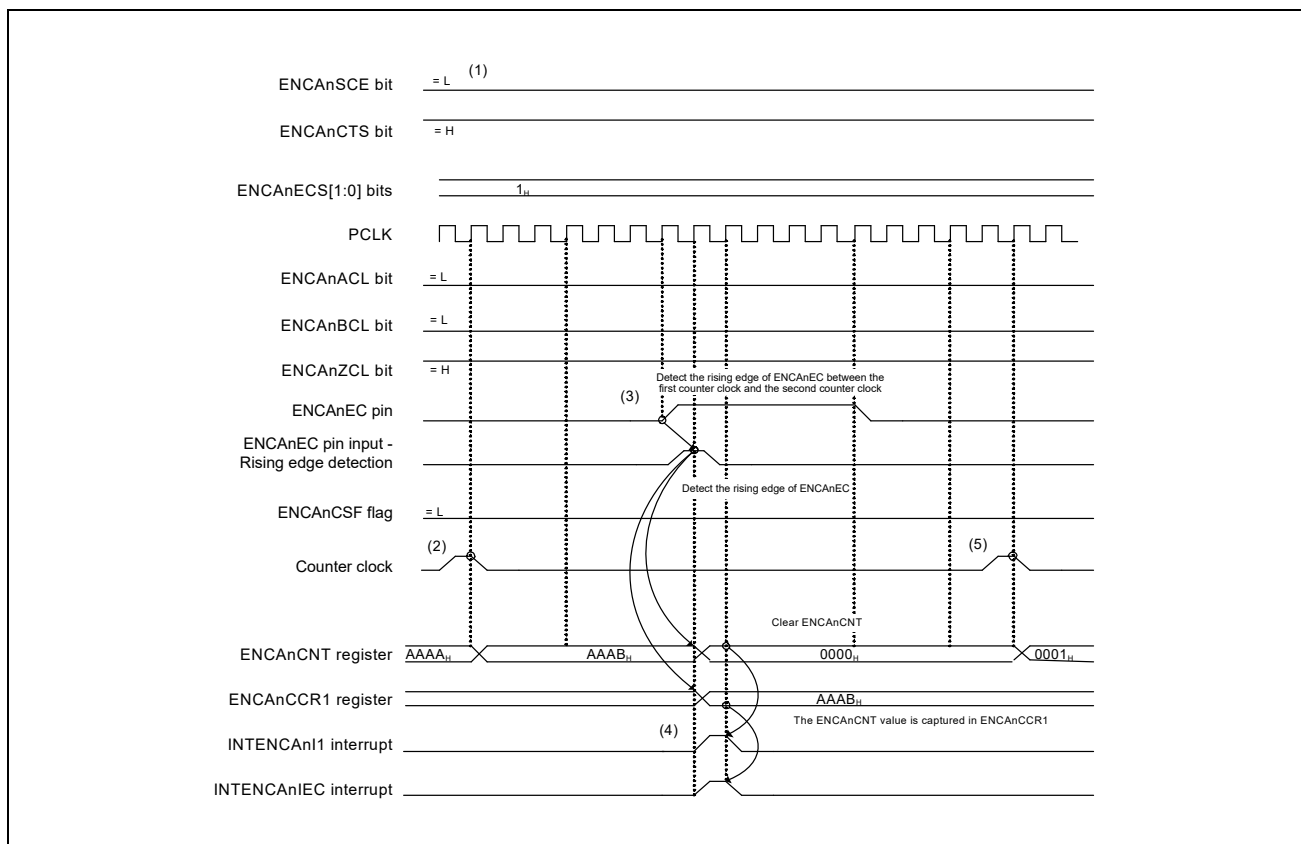 (1)
ENCAnSCE bit = L
ENCAnCTS bit = H
ENCAnECS[1:0] bits 1H
PCLK
ENCAnACL bit = L
ENCAnBCL bit = L
ENCAnZCL bit = H
Detect the rising edge of ENCAnEC between the
first counter clock and the second counter clock
(3)
ENCAnEC pin
ENCAnEC pin input -
Rising edge detection
Detect the rising edge of ENCAnEC
ENCAnCSF flag = L
(2) (5)
Counter clock
Clear ENCAnCNT
ENCAnCNT register AAAAH AAABH 0000H 0001H
ENCAnCCR1 register AAABH
The ENCAnCNT value is captured in ENCAnCCR1
(4)
INTENCAnI1 interrupt
INTENCAnIEC interrupt